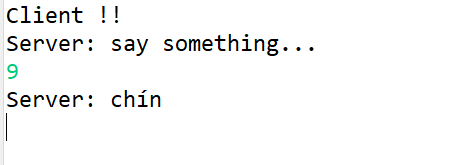 Client !!
Server: say something...
9
Server: chín